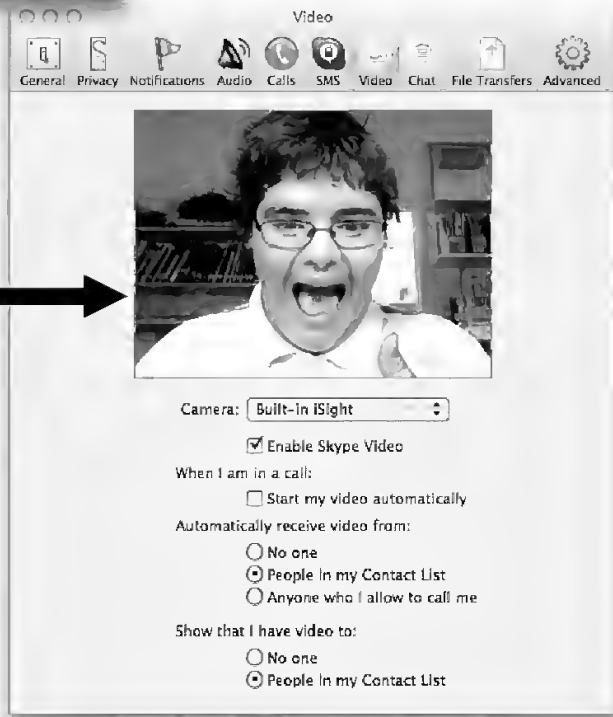 Video
General Privacy Notifications Audio Calls SMS Video Chat File Transfers Advanced
Camera: Built-in iSight
Enable Skype Video
When I am in a call:
Start my video automatically
Automatically receive video from:
No one
People in my Contact List
Anyone who I allow to call me
Show that I have video to:
No one
People in my Contact List